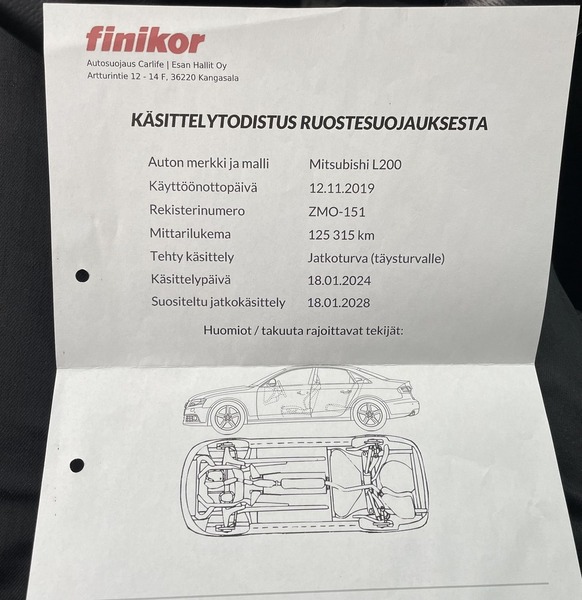 finikor
Autosuojaus Carlife | Esan Hallit Oy
Artturintie 12 - 14 F, 36220 Kangasala
KÄSITTELYTODISTUS RUOSTESUOJAUKSESTA
Auton merkki ja malli Mitsubishi L200
Käyttöönottopäivä 12.11.2019
Rekisterinumero ZMO-151
Mittarilukema 125 315 km
Tehty käsittely Jatkoturva (täysturvalle)
Käsittelypäivä 18.01.2024
Suositeltu jatkokäsittely 18.01.2028
Huomiot / takuuta rajoittavat tekijät: